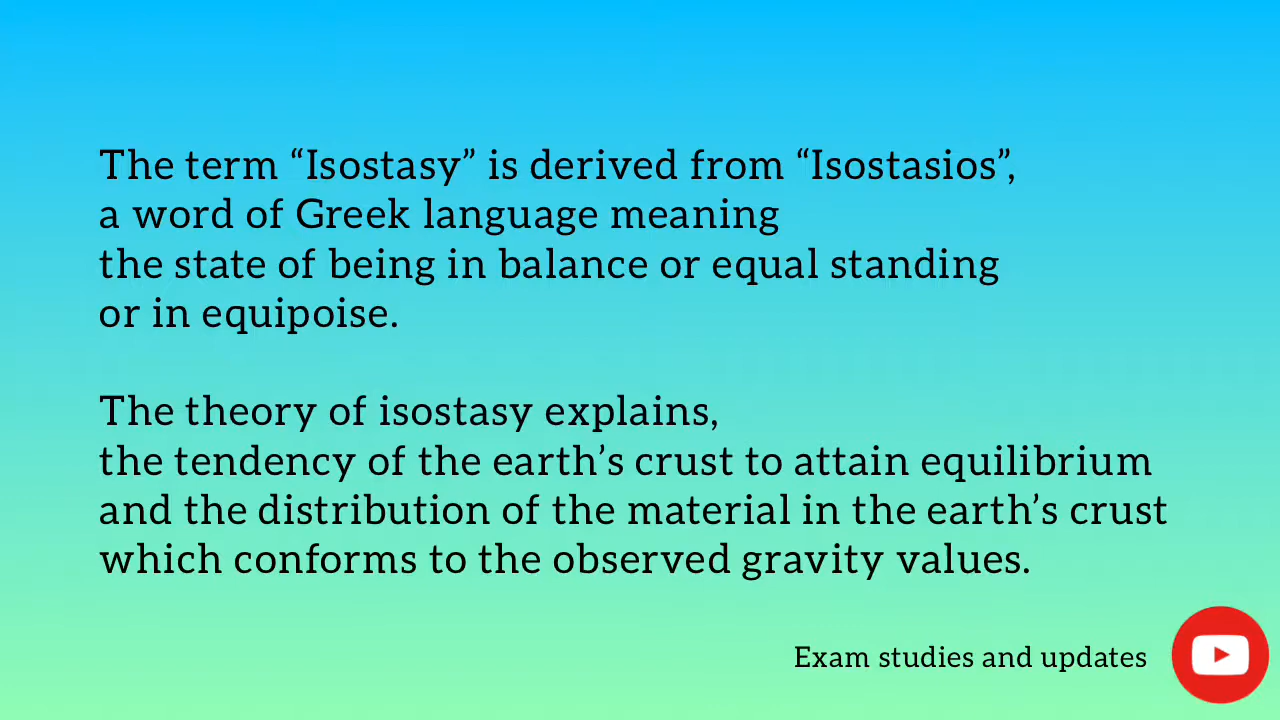 The term “Isostasy” is derived from “Isostasios”,
a word of Greek language meaning
the state of being in balance or equal standing
or in equipoise.
The theory of isostasy explains,
the tendency of the earth’s crust to attain equilibrium
and the distribution of the material in the earth’s crust
which conforms to the observed gravity values.
Exam studies and updates